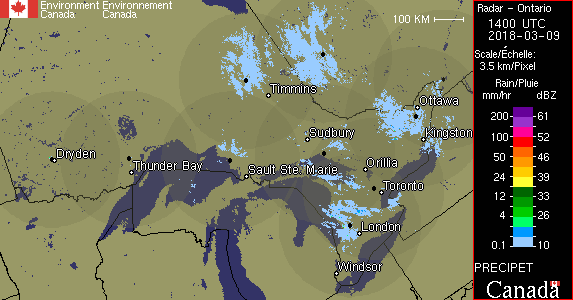 Environment Environnement
Canada Canada
100 KM
Timmins
Ottawa
Sudbury
Kingston
Dryden
Thunder Bay
Sault Ste. Marie
Orillia
Toronto
London
Windsor
Radar - Ontario
1400 UTC
2018-03-09
Scale/Échelle:
3.5 km/Pixel
Rain/Pluie
mm/hr dBZ
200 61
100 52
50 46
24 39
12 33
4 26
0.1 10
PRECIPET
Canada